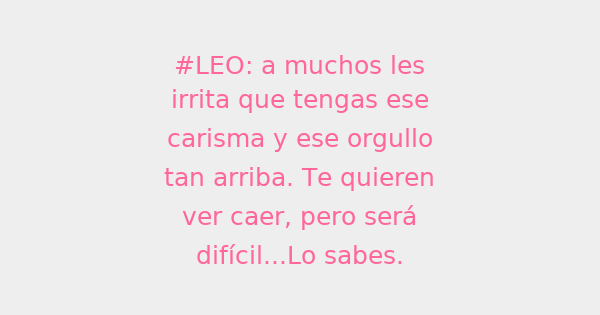 #LEO: a muchos les
irrita que tengas ese
carisma y ese orgullo
tan arriba. Te quieren
ver caer, pero será
difícil...Lo sabes.